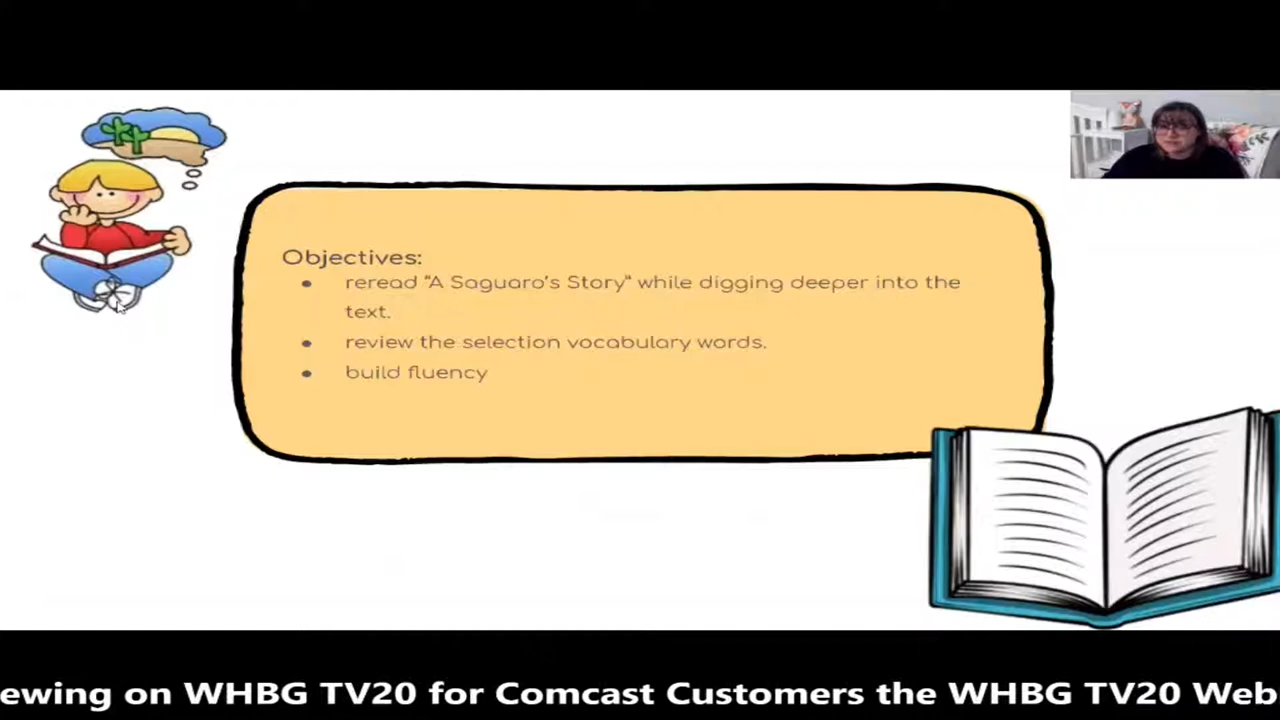 Objectives:
● reread “A Saguaro’s Story” while digging deeper into the
text.
● review the selection vocabulary words.
● build fluency
ewing on WHBG TV20 for Comcast Customers the WHBG TV20 Web